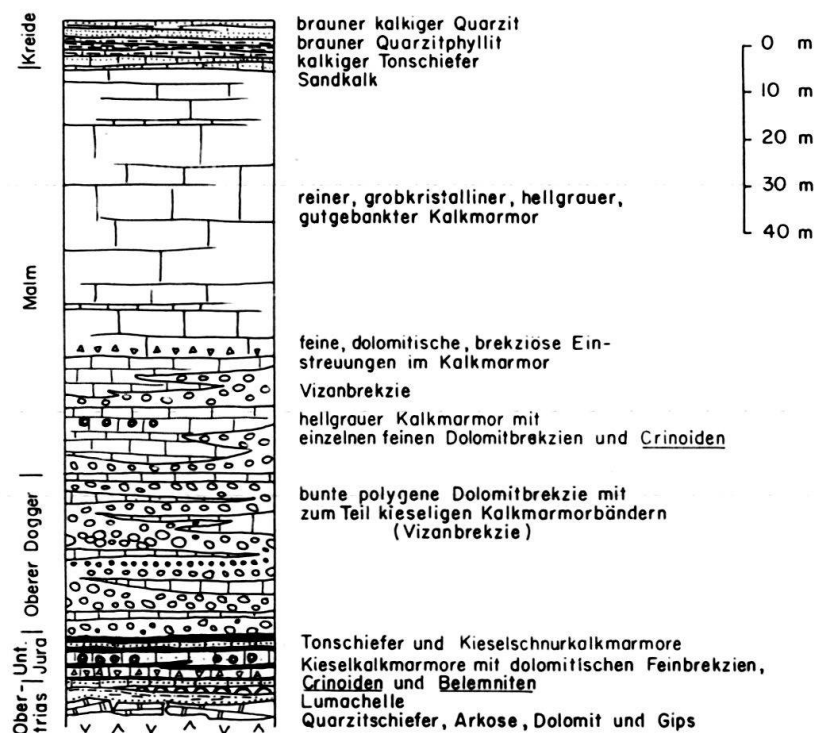 brauner kalkiger Quarzit
brauner Quarzitphyllit
kalkiger Tonschiefer
Sandkalk
reiner, grobkristalliner, hellgrauer,
gutgebankter Kalkmarmor
feine, dolomitische, brekziöse Ein-
streuungen im Kalkmarmor
Vizanbrekzie
hellgrauer Kalkmarmor mit
einzelnen feinen Dolomitbrekzien und Crinoiden
bunte polygene Dolomitbrekzie mit
zum Teil kieseligen Kalkmarmorbändern
(Vizanbrekzie)
Tonschiefer und Kieselschnurkalkmarmore
Kieselkalkmarmore mit dolomitischen Feinbrekzien,
Crinoiden und Belemniten
Lumachelle
Quarzitschiefer, Arkose, Dolomit und Gips
0 m
10 m
20 m
30 m
40 m
Kreide
Malm
Oberer Dogger
Unt.
Jura
Ober-
trias